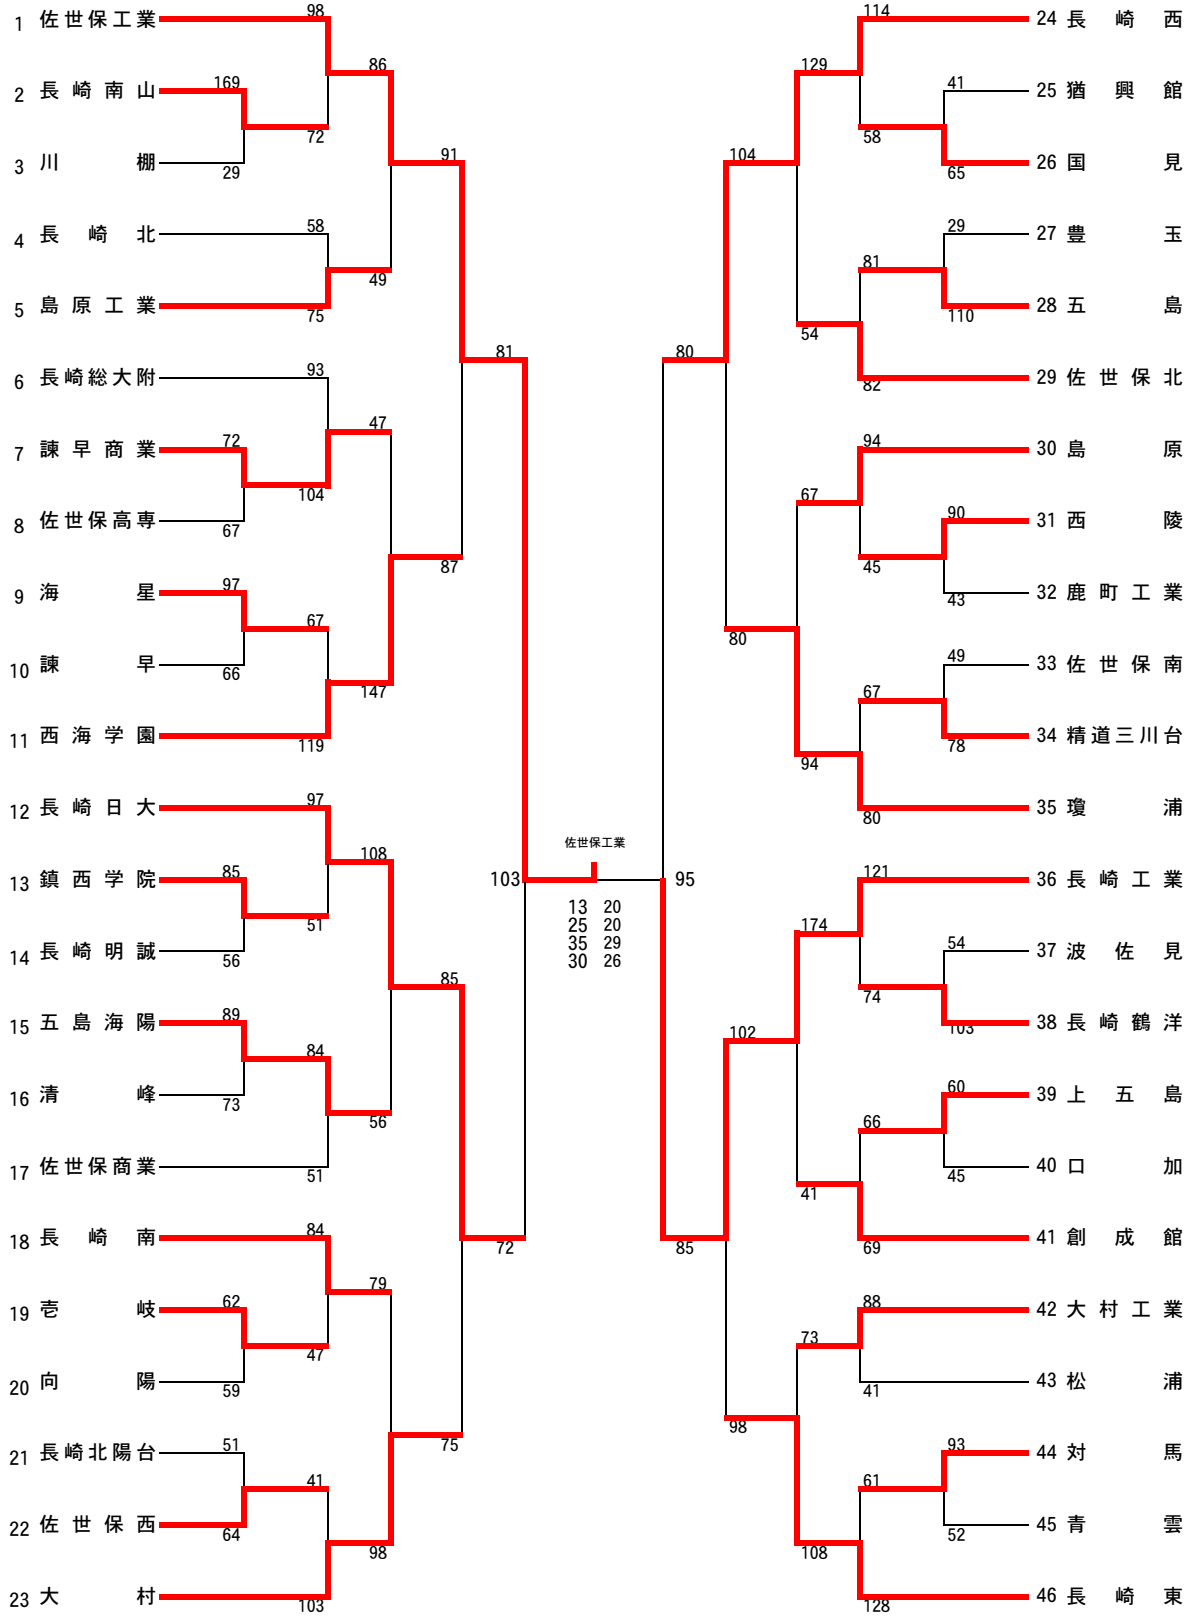 1 佐世保工業
2 長崎南山
3 川棚
4 長崎北
5 島原工業
6 長崎総大附
7 諫早商業
8 佐世保高専
9 海星
10 諫早
11 西海学園
12 長崎日大
13 鎮西学院
14 長崎明誠
15 五島海陽
16 清峰
17 佐世保商業
18 長崎南
19 壱岐
20 向陽
21 長崎北陽台
22 佐世保西
23 大村
169
29
72
67
97
66
85
56
89
73
62
59
51
64
98
72
58
75
93
104
67
119
97
51
84
51
84
47
41
103
86
49
47
147
108
56
79
98
91
87
85
75
81
72
佐世保工業
103
95
13 20
25 20
35 29
30 26
80
85
104
80
102
98
129
54
67
94
174
41
73
108
114
58
81
82
94
45
67
80
121
74
66
69
88
41
61
128
41
65
29
110
90
43
49
78
54
103
60
45
93
52
24 長崎西
25 猶興館
26 国見
27 豊玉
28 五島
29 佐世保北
30 島原
31 西陵
32 鹿町工業
33 佐世保南
34 精道三川台
35 瓊浦
36 長崎工業
37 波佐見
38 長崎鶴洋
39 上五島
40 口加
41 創成館
42 大村工業
43 松浦
44 対馬
45 青雲
46 長崎東